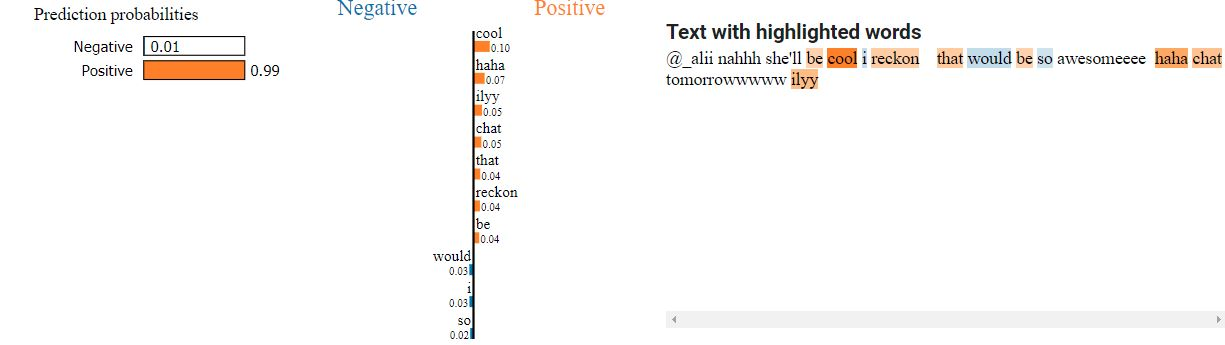 Prediction probabilities
Negative 0.01
Positive 0.99
Negative Positive
cool
0.10
haha
0.07
ilyy
0.05
chat
0.05
that
0.04
reckon
0.04
be
0.04
would
0.03
i
0.03
so
0.02
Text with highlighted words
@_alii nahhh she'll be cool i reckon that would be so awesomeeee haha chat
tomorrowwwww ilyy